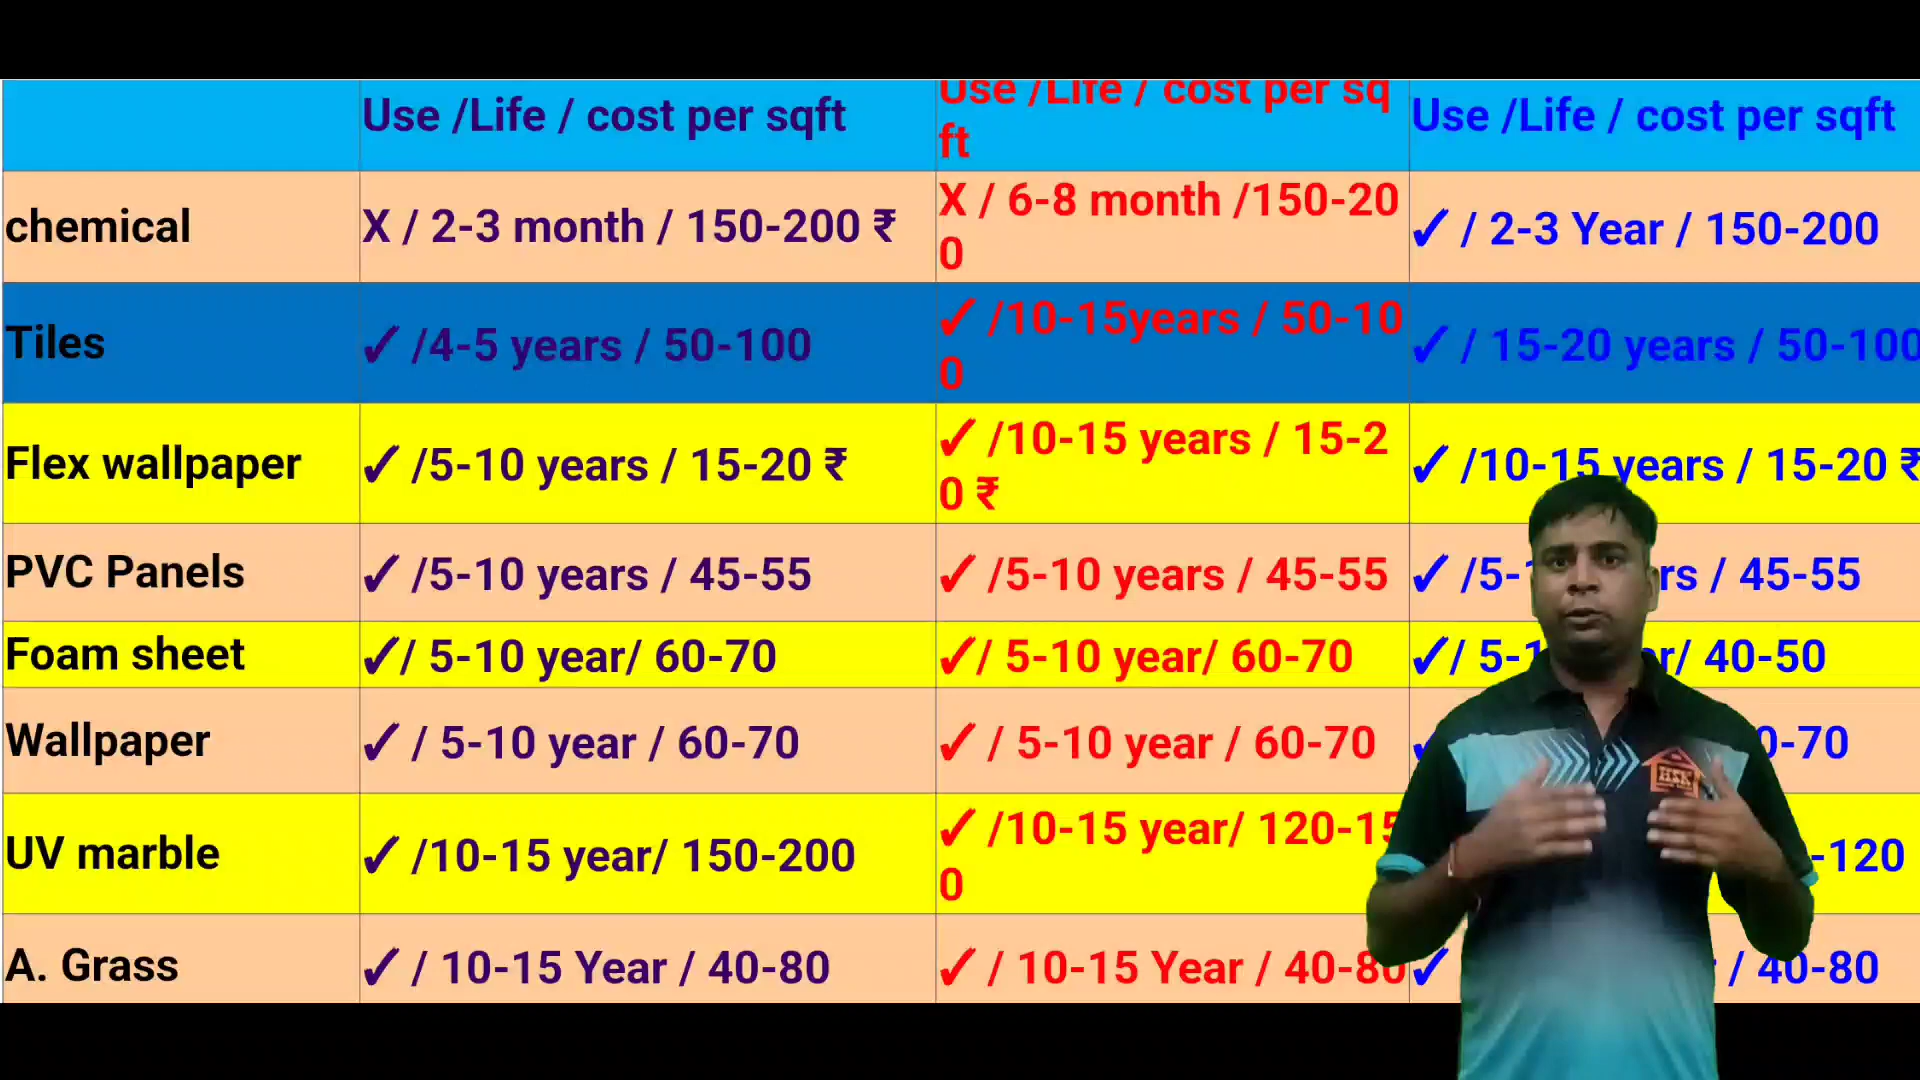 Use /Life / cost per sqft
Use /Life / cost per sq
ft
Use /Life / cost per sqft
chemical
X / 2-3 month / 150-200 ₹
X / 6-8 month /150-20
0
✓ / 2-3 Year / 150-200
Tiles
✓ /4-5 years / 50-100
✓ /10-15years / 50-10
0
✓ / 15-20 years / 50-100
Flex wallpaper
✓ /5-10 years / 15-20 ₹
✓ /10-15 years / 15-2
0 ₹
✓ /10-15 years / 15-20 ₹
PVC Panels
✓ /5-10 years / 45-55
✓ /5-10 years / 45-55
✓ /5- / 45-55
Foam sheet
✓/ 5-10 year/ 60-70
✓/ 5-10 year/ 60-70
✓/ 5- / 40-50
Wallpaper
✓ / 5-10 year / 60-70
✓ / 5-10 year / 60-70
✓ 0-70
UV marble
✓ /10-15 year/ 150-200
✓ /10-15 year/ 120-15
0
-120
A. Grass
✓ / 10-15 Year / 40-80
✓ / 10-15 Year / 40-80
✓ / 40-80
HSK